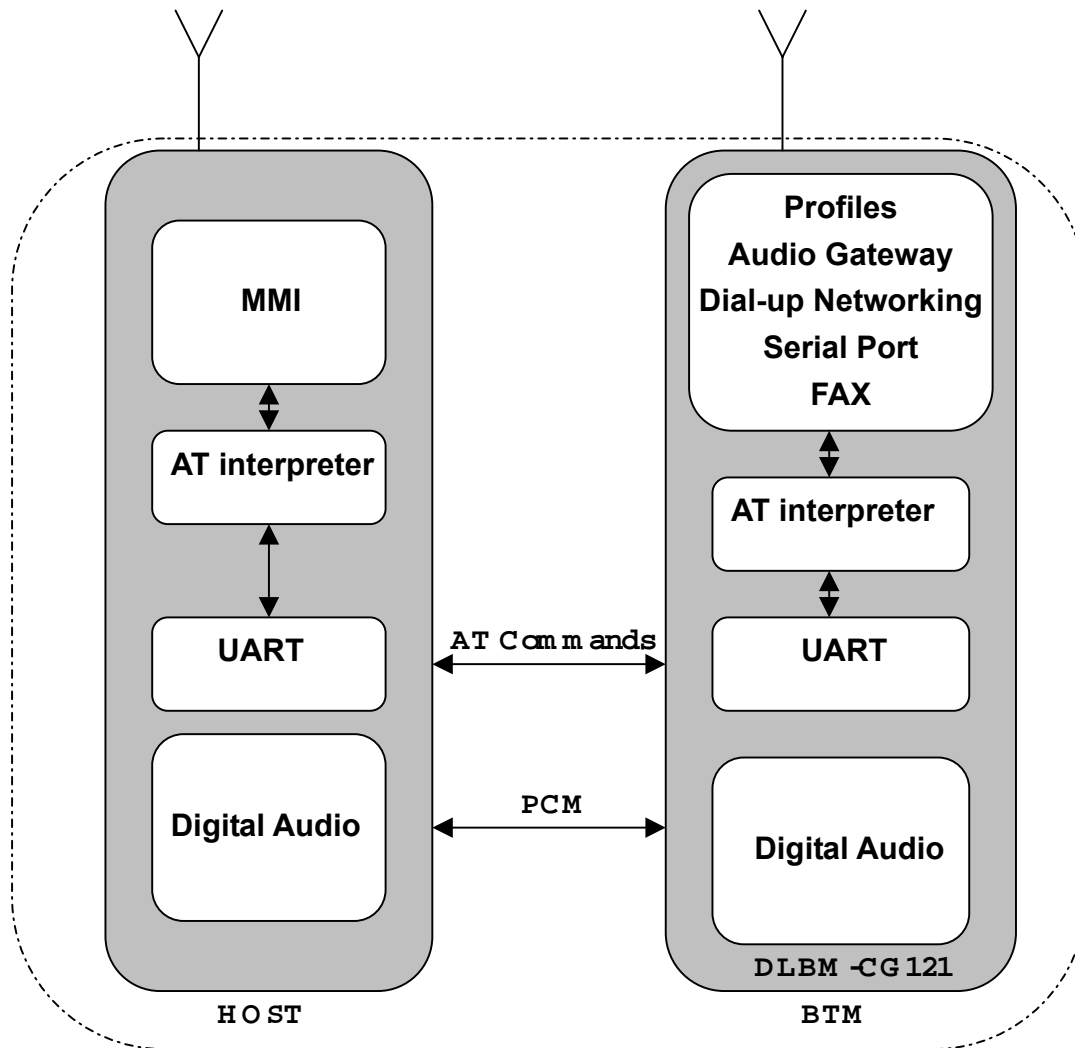 MMI
AT interpreter
UART
Digital Audio
HOST
AT Commands
PCM
Profiles
Audio Gateway
Dial-up Networking
Serial Port
FAX
AT interpreter
UART
Digital Audio
DLBM-CG121
BTM